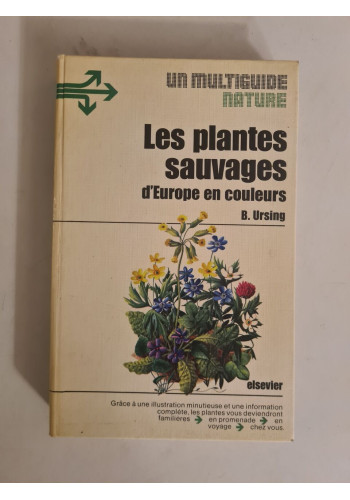 un multiguide
nature
Les plantes
sauvages
d'Europe en couleurs
B. Ursing
elsevier
Grâce à une illustration minutieuse et une information
complète, les plantes vous deviendront
familières → en promenade → en
voyage → chez vous.